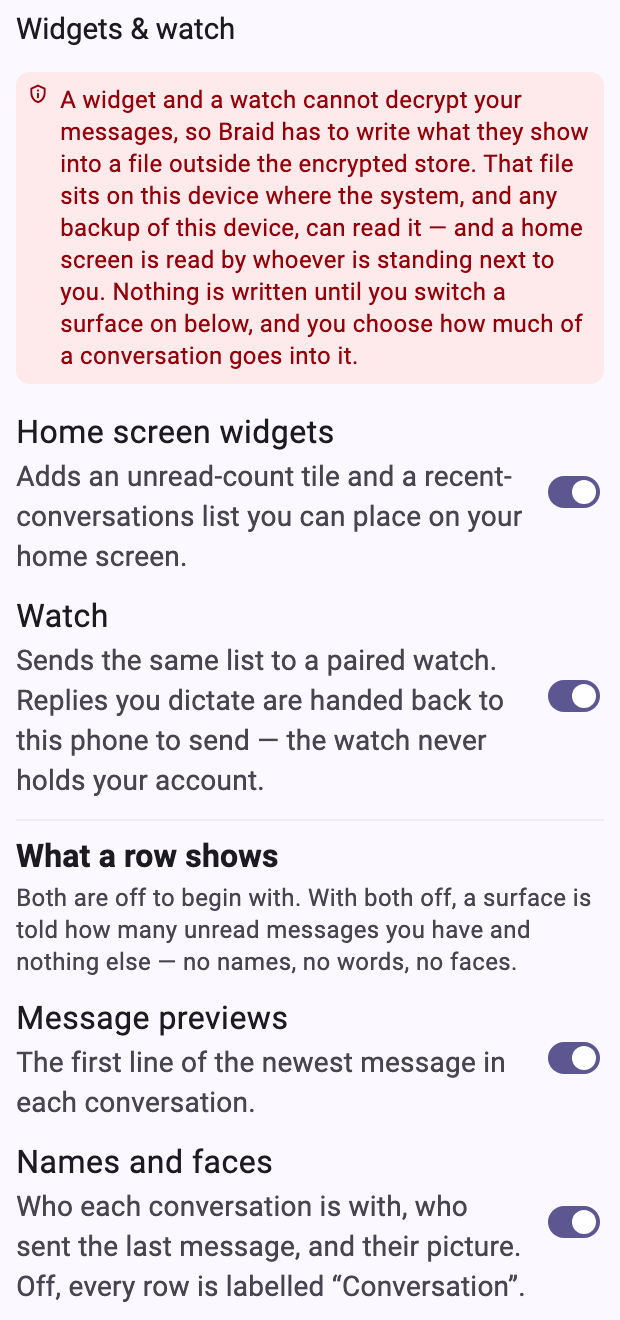 Widgets & watch
A widget and a watch cannot decrypt your
messages, so Braid has to write what they show
into a file outside the encrypted store. That file
sits on this device where the system, and any
backup of this device, can read it — and a home
screen is read by whoever is standing next to
you. Nothing is written until you switch a
surface on below, and you choose how much of
a conversation goes into it.
Home screen widgets
Adds an unread-count tile and a recent-
conversations list you can place on your
home screen.
Watch
Sends the same list to a paired watch.
Replies you dictate are handed back to
this phone to send — the watch never
holds your account.
What a row shows
Both are off to begin with. With both off, a surface is
told how many unread messages you have and
nothing else — no names, no words, no faces.
Message previews
The first line of the newest message in
each conversation.
Names and faces
Who each conversation is with, who
sent the last message, and their picture.
Off, every row is labelled “Conversation”.